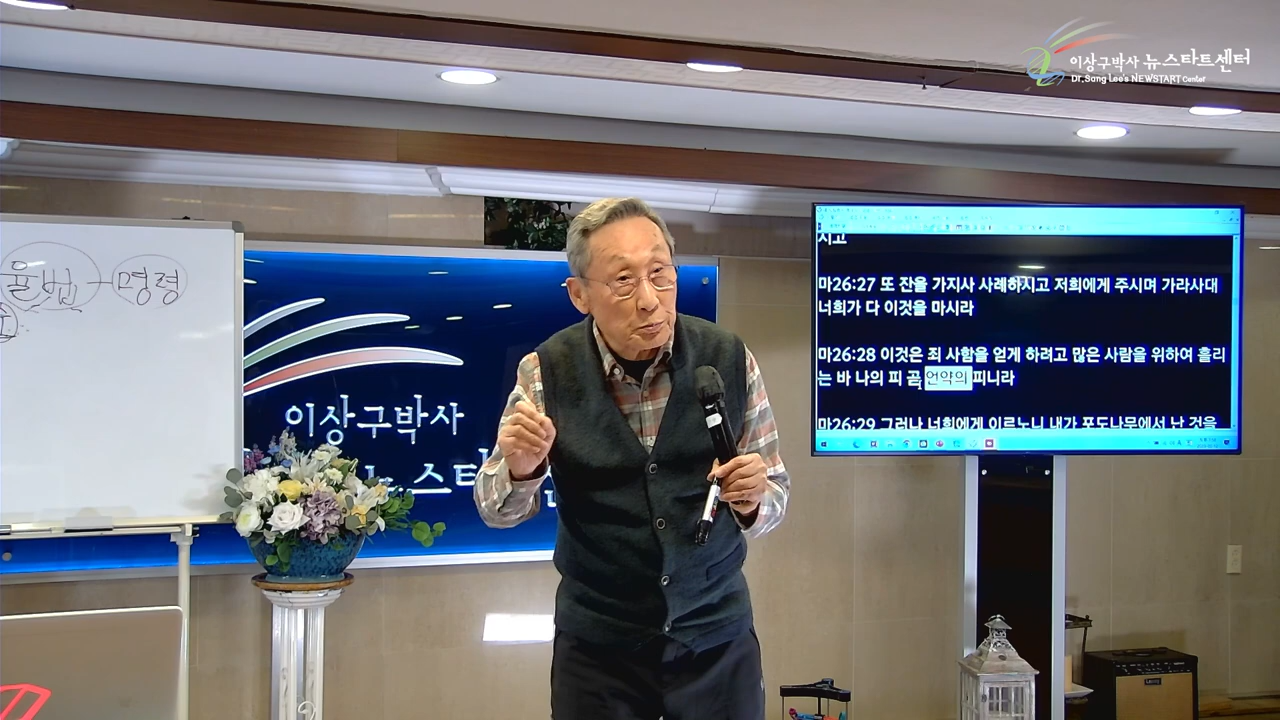 이상구박사 뉴스타트센터
Dr. Sang Lee's NEWSTART Center
율법 - 명령
이상구박사
뉴스타
시고
마26:27 또 잔을 가지사 사례하시고 저희에게 주시며 가라사대
너희가 다 이것을 마시라
마26:28 이것은 죄 사함을 얻게 하려고 많은 사람을 위하여 흘리
는 바 나의 피 곧 언약의 피니라
마26:29 그러나 너희에게 이르노니 내가 포도나무에서 난 것을